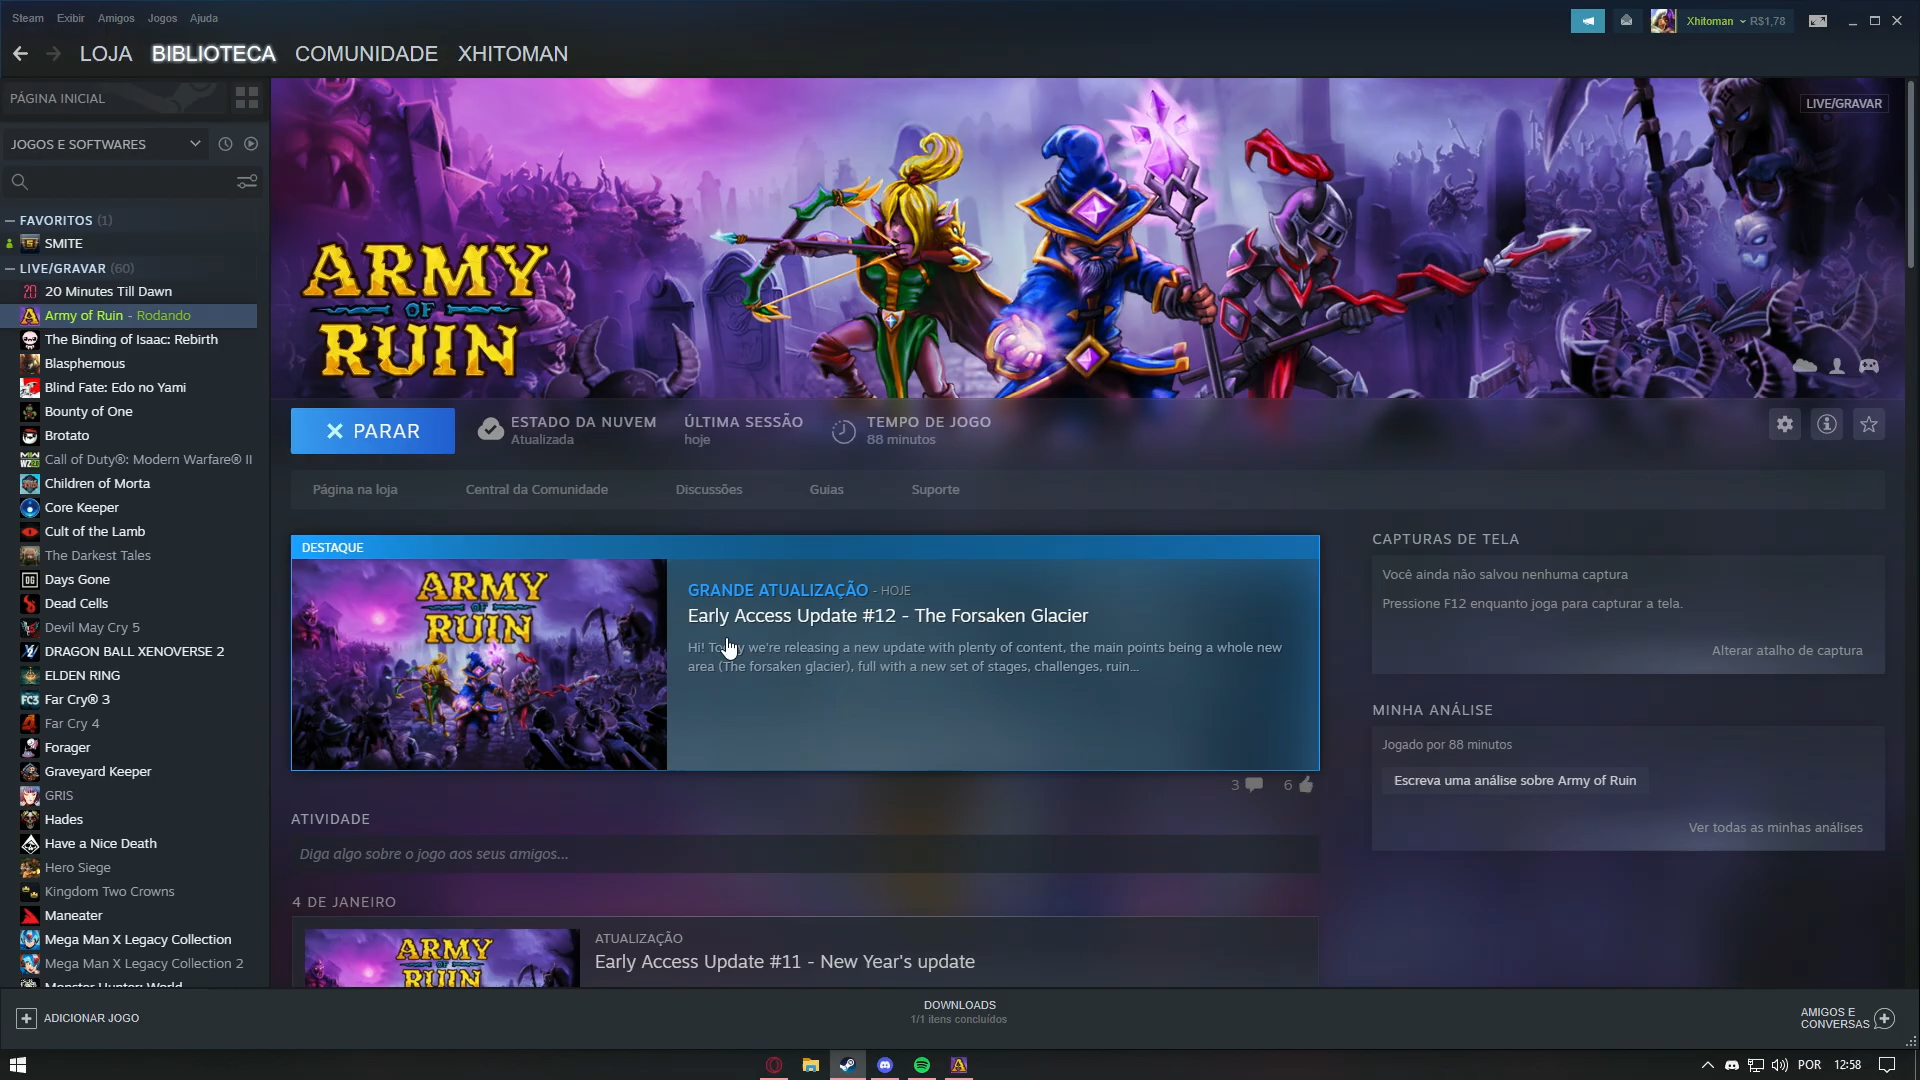 Steam Exibir Amigos Jogos Ajuda
Xhitoman R$1,78
LOJA BIBLIOTECA COMUNIDADE XHITOMAN
PÁGINA INICIAL
LIVE/GRAVAR
JOGOS E SOFTWARES
FAVORITOS (1)
SMITE
LIVE/GRAVAR (60)
20 Minutes Till Dawn
Army of Ruin - Rodando
The Binding of Isaac: Rebirth
Blasphemous
Blind Fate: Edo no Yami
Bounty of One
Brotato
Call of Duty®: Modern Warfare® II
Children of Morta
Core Keeper
Cult of the Lamb
The Darkest Tales
Days Gone
Dead Cells
Devil May Cry 5
DRAGON BALL XENOVERSE 2
ELDEN RING
Far Cry® 3
Far Cry 4
Forager
Graveyard Keeper
GRIS
Hades
Have a Nice Death
Hero Siege
Kingdom Two Crowns
Maneater
Mega Man X Legacy Collection
Mega Man X Legacy Collection 2
Monster Hunter: World
ARMY
OF
RUIN
PARAR
ESTADO DA NUVEM
Atualizada
ÚLTIMA SESSÃO
hoje
TEMPO DE JOGO
88 minutos
Página na loja Central da Comunidade Discussões Guias Suporte
DESTAQUE
ARMY
OF
RUIN
GRANDE ATUALIZAÇÃO - HOJE
Early Access Update #12 - The Forsaken Glacier
Hi! Today we're releasing a new update with plenty of content, the main points being a whole new
area (The forsaken glacier), full with a new set of stages, challenges, ruin...
3 6
ATIVIDADE
Diga algo sobre o jogo aos seus amigos...
4 DE JANEIRO
ARMY
OF
RUIN
ATUALIZAÇÃO
Early Access Update #11 - New Year's update
CAPTURAS DE TELA
Você ainda não salvou nenhuma captura
Pressione F12 enquanto joga para capturar a tela.
Alterar atalho de captura
MINHA ANÁLISE
Jogado por 88 minutos
Escreva uma análise sobre Army of Ruin
Ver todas as minhas análises
ADICIONAR JOGO
DOWNLOADS
1/1 itens concluídos
AMIGOS E
CONVERSAS
POR 12:58